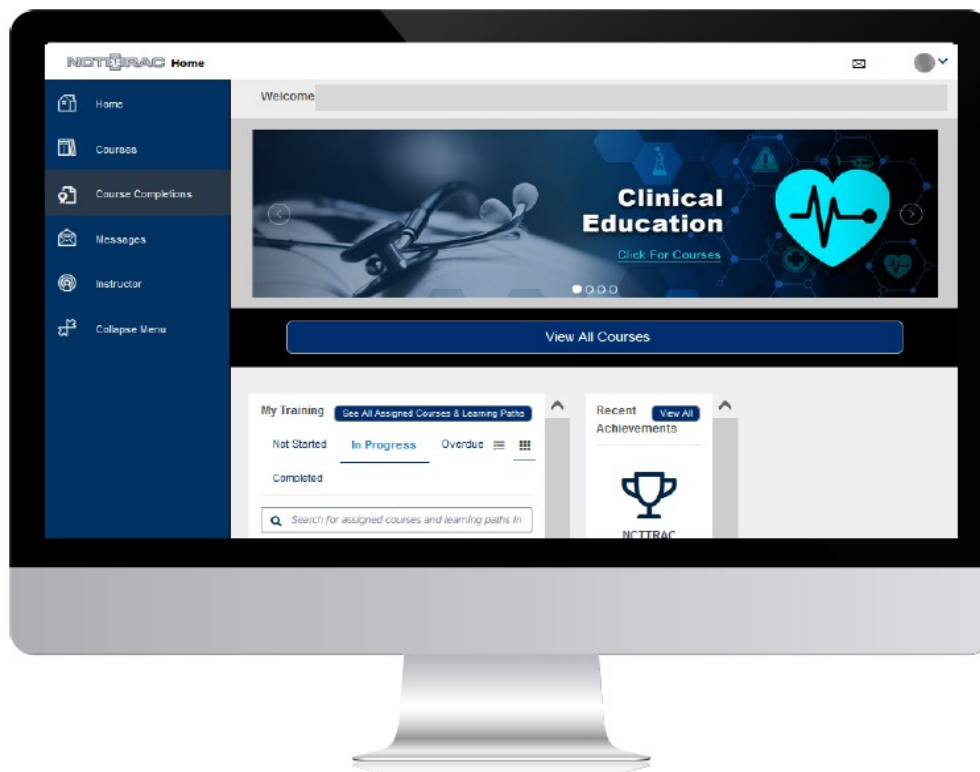 NCTTRAC Home
Welcome
Home
Courses
Course Completions
Messages
Instructor
Collapse Menu
Clinical
Education
Click For Courses
View All Courses
My Training
See All Assigned Courses & Learning Paths
Not Started
In Progress
Overdue
Completed
Search for assigned courses and learning paths in
Recent
Achievements
View All
NCTTRAC